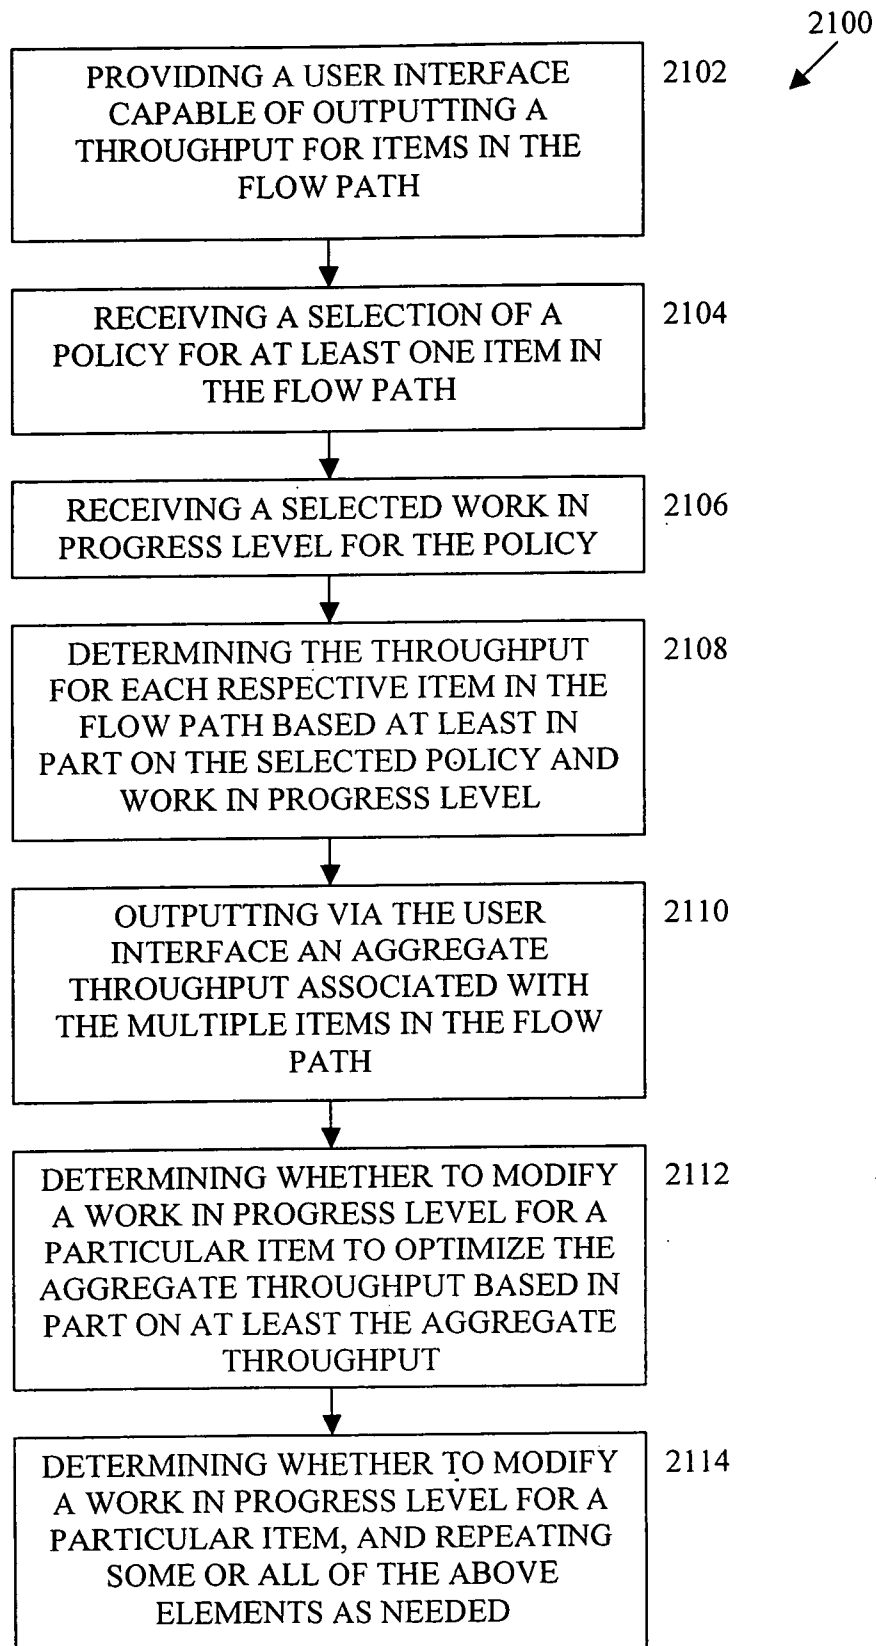 2100
PROVIDING A USER INTERFACE
CAPABLE OF OUTPUTTING A
THROUGHPUT FOR ITEMS IN THE
FLOW PATH
2102
RECEIVING A SELECTION OF A
POLICY FOR AT LEAST ONE ITEM IN
THE FLOW PATH
2104
RECEIVING A SELECTED WORK IN
PROGRESS LEVEL FOR THE POLICY
2106
DETERMINING THE THROUGHPUT
FOR EACH RESPECTIVE ITEM IN THE
FLOW PATH BASED AT LEAST IN
PART ON THE SELECTED POLICY AND
WORK IN PROGRESS LEVEL
2108
OUTPUTTING VIA THE USER
INTERFACE AN AGGREGATE
THROUGHPUT ASSOCIATED WITH
THE MULTIPLE ITEMS IN THE FLOW
PATH
2110
DETERMINING WHETHER TO MODIFY
A WORK IN PROGRESS LEVEL FOR A
PARTICULAR ITEM TO OPTIMIZE THE
AGGREGATE THROUGHPUT BASED IN
PART ON AT LEAST THE AGGREGATE
THROUGHPUT
2112
DETERMINING WHETHER TO MODIFY
A WORK IN PROGRESS LEVEL FOR A
PARTICULAR ITEM, AND REPEATING
SOME OR ALL OF THE ABOVE
ELEMENTS AS NEEDED
2114